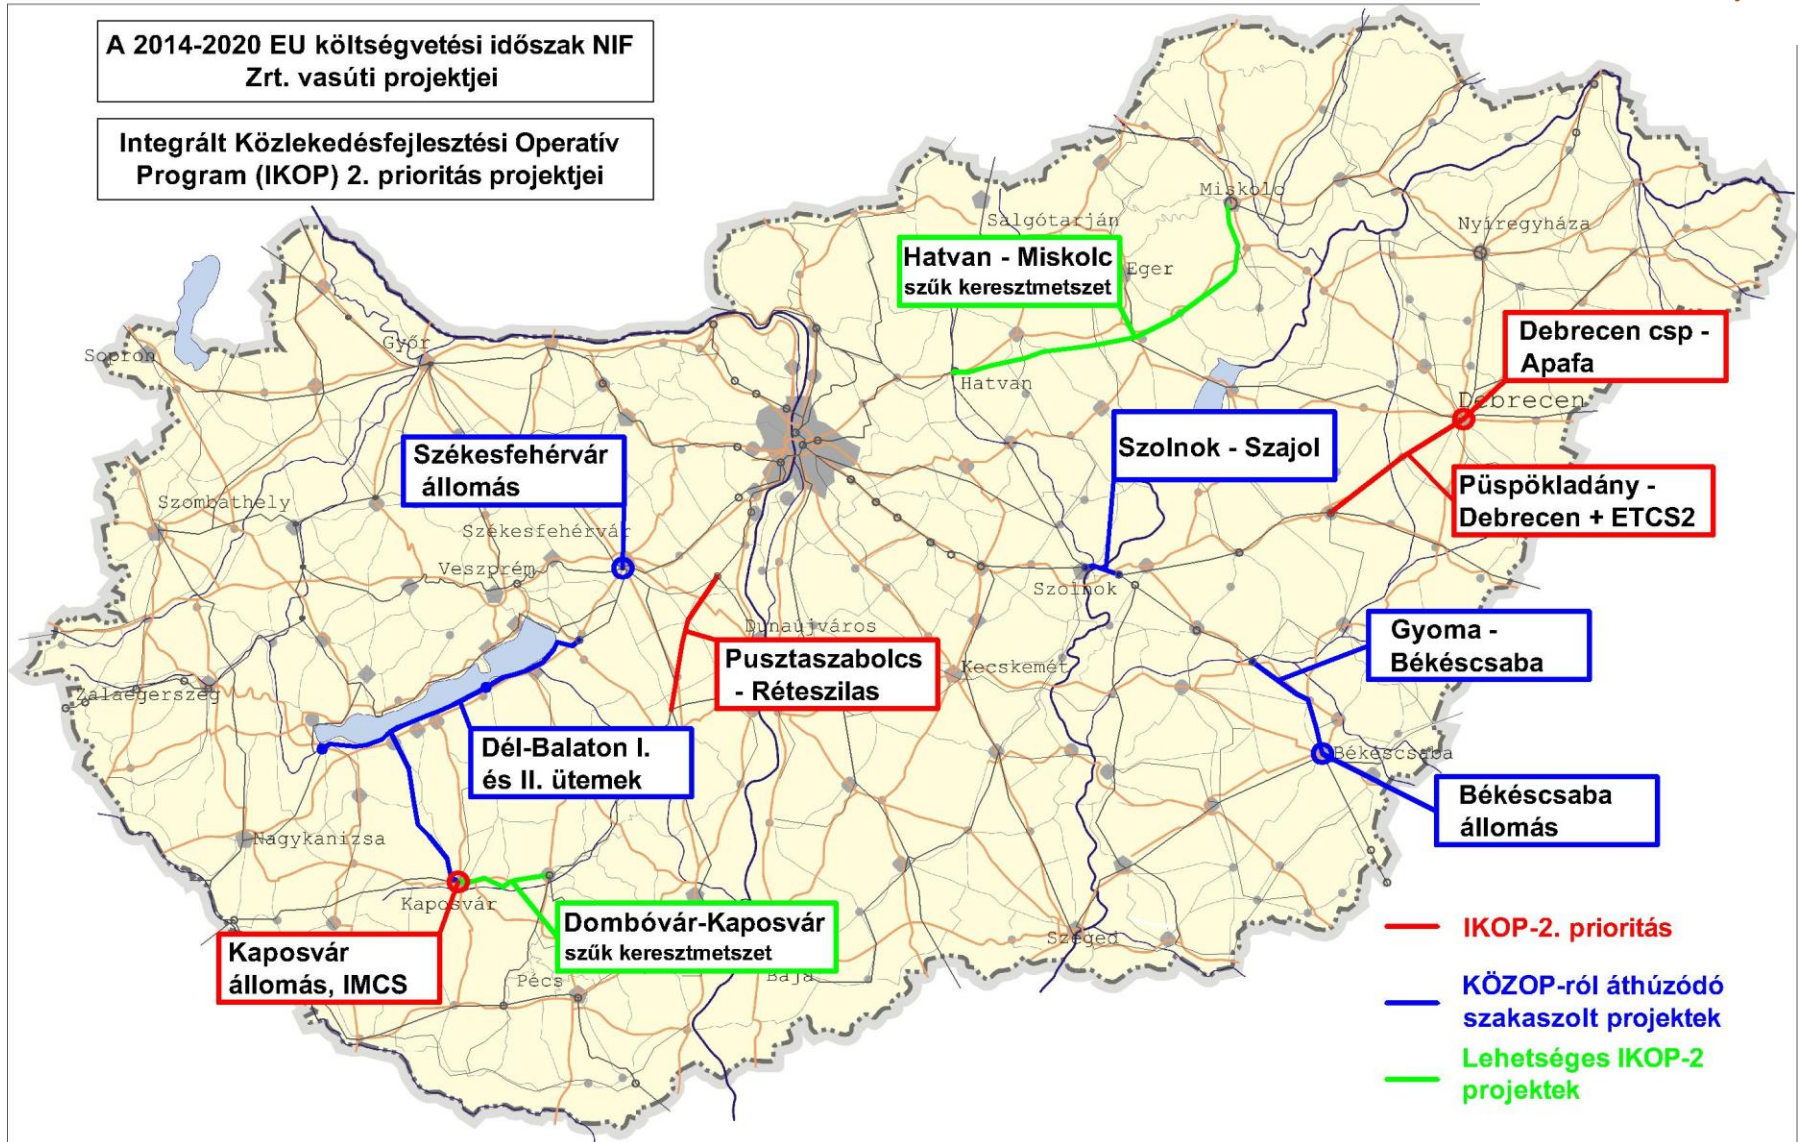 A 2014-2020 EU költségvetési időszak NIF
Zrt. vasúti projektjei
Integrált Közlekedésfejlesztési Operatív
Program (IKOP) 2. prioritás projektjei
Miskolc
Salgótarján
Nyíregyháza
Hatvan - Miskolc
szűk keresztmetszet
Eger
Debrecen csp -
Apafa
Győr
Sopron
Hatvan
Debrecen
Székesfehérvár
állomás
Szolnok - Szajol
Püspökladány -
Debrecen + ETCS2
Szombathely
Székesfehérvár
Veszprém
Szolnok
Dunaújváros
Gyoma -
Békéscsaba
Pusztaszabolcs
- Réteszilas
Kecskemét
Zalaegerszeg
Dél-Balaton I.
és II. ütemek
Békéscsaba
Békéscsaba
állomás
Nagykanizsa
Kaposvár
Dombóvár-Kaposvár
szűk keresztmetszet
Kaposvár
állomás, IMCS
Szeged
Baja
Pécs
IKOP-2. prioritás
KÖZOP-ról áthúzódó
szakaszolt projektek
Lehetséges IKOP-2
projektek